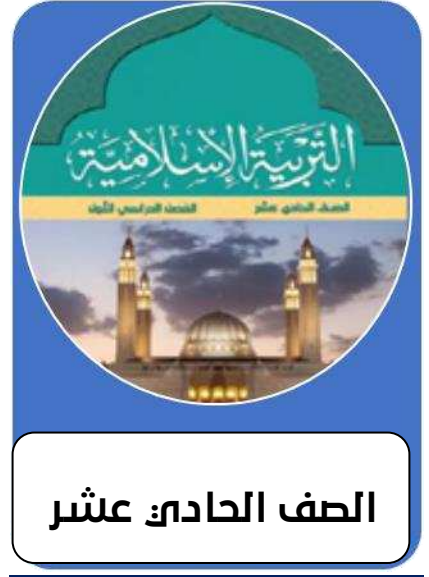 التربية الإسلامية
الصف الحادي عشر الفصل الدراسي الأول
الصف الحادي عشر